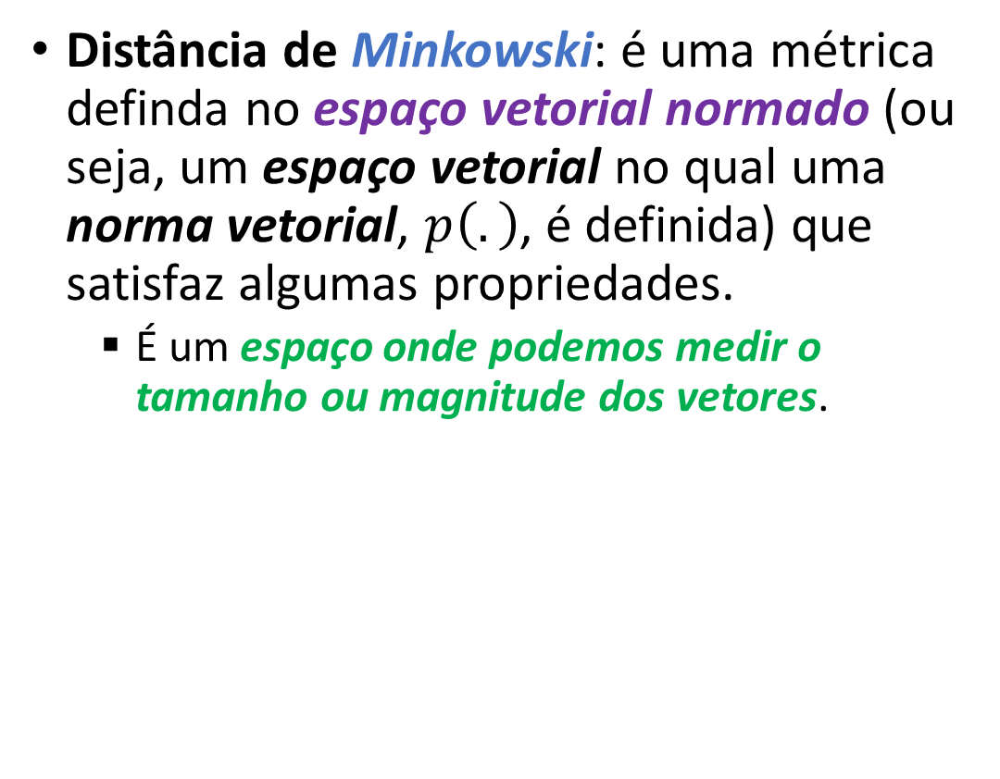 • Distância de Minkowski: é uma métrica
definda no espaço vetorial normado (ou
seja, um espaço vetorial no qual uma
norma vetorial, p(.), é definida) que
satisfaz algumas propriedades.
▪ É um espaço onde podemos medir o
tamanho ou magnitude dos vetores.